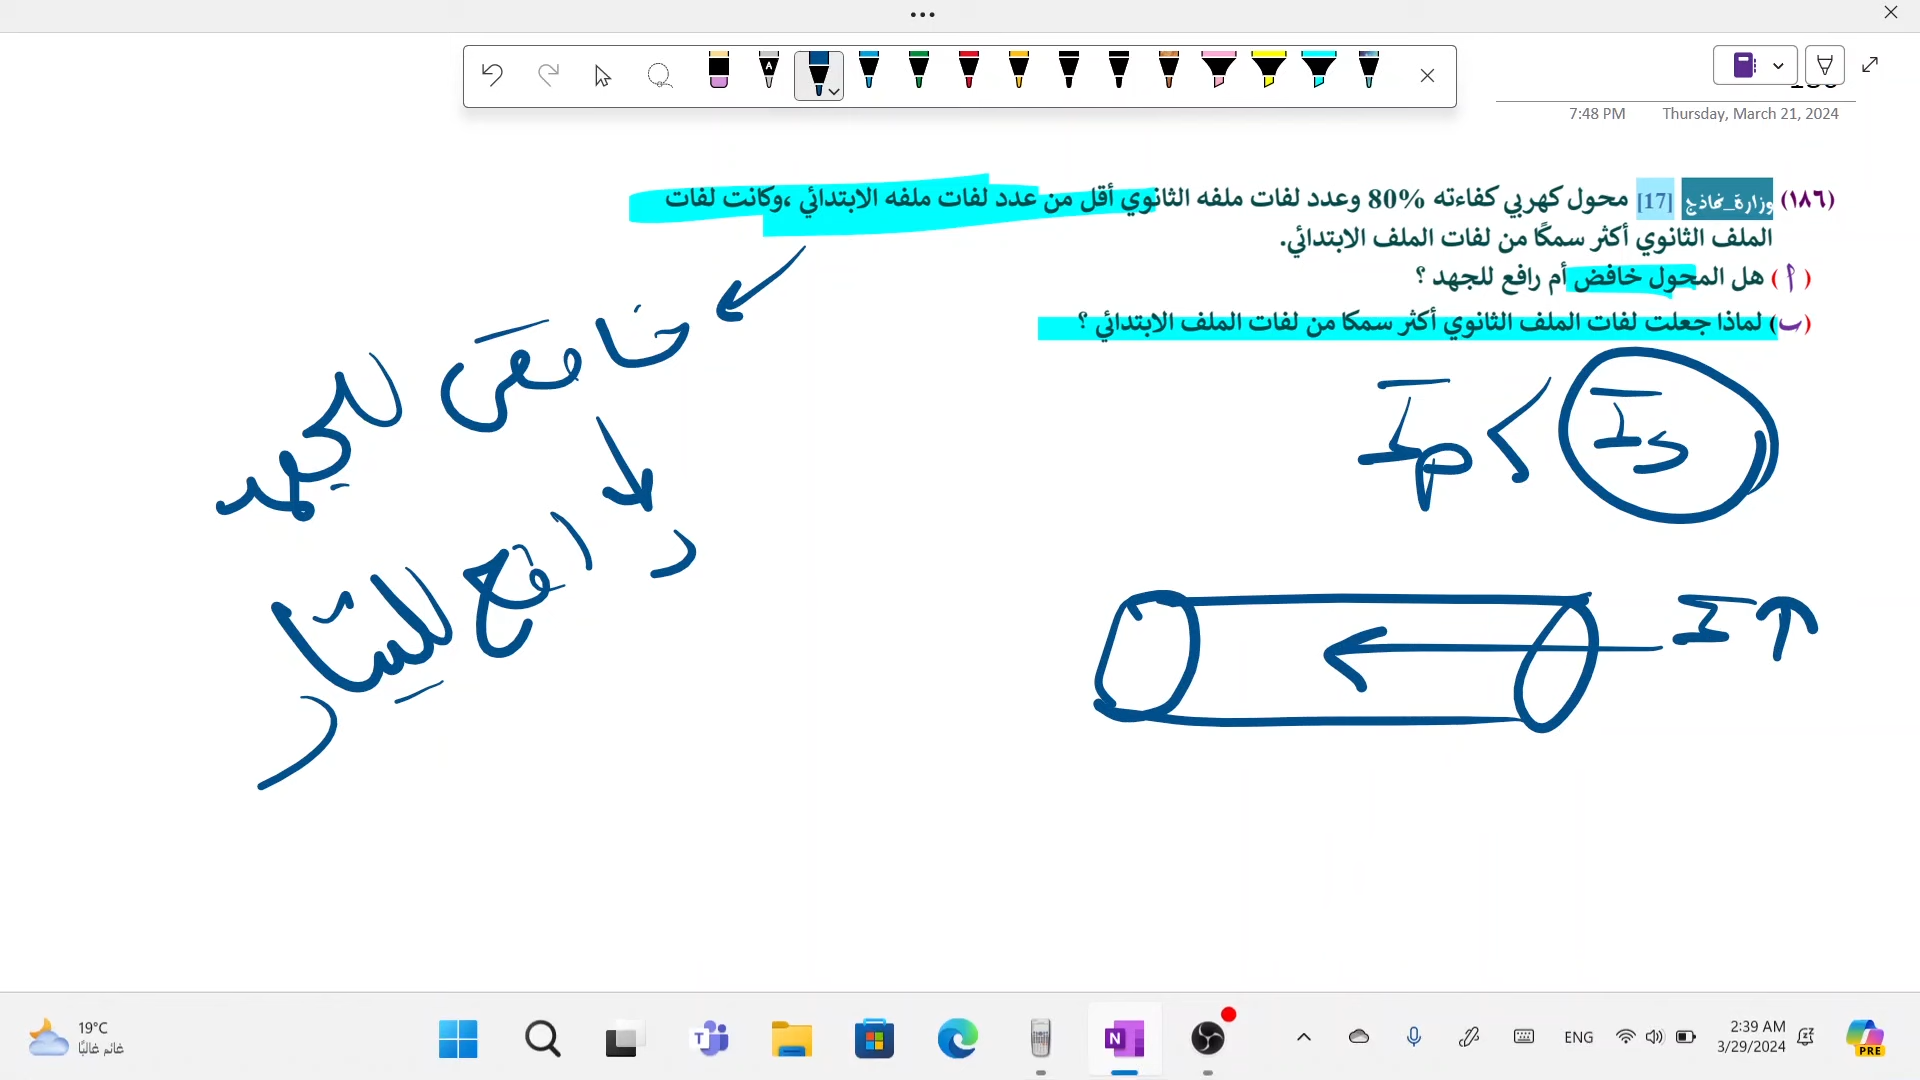 186
7:48 PM Thursday, March 21, 2024
(١٨٦) وزارة_نماذج [17] محول كهربي كفاءته 80% وعدد لفات ملفه الثانوي أقل من عدد لفات ملفه الابتدائي ،وكانت لفات
الملف الثانوي أكثر سمكًا من لفات الملف الابتدائي.
(أ) هل المحول خافض أم رافع للجهد ؟
(ب) لماذا جعلت لفات الملف الثانوي أكثر سمكا من لفات الملف الابتدائي ؟
خافض للجهد
رافع للتيار
Ip < Is
I ↑
19°C
غائم غالبًا
ENG
2:39 AM
3/29/2024
PRE